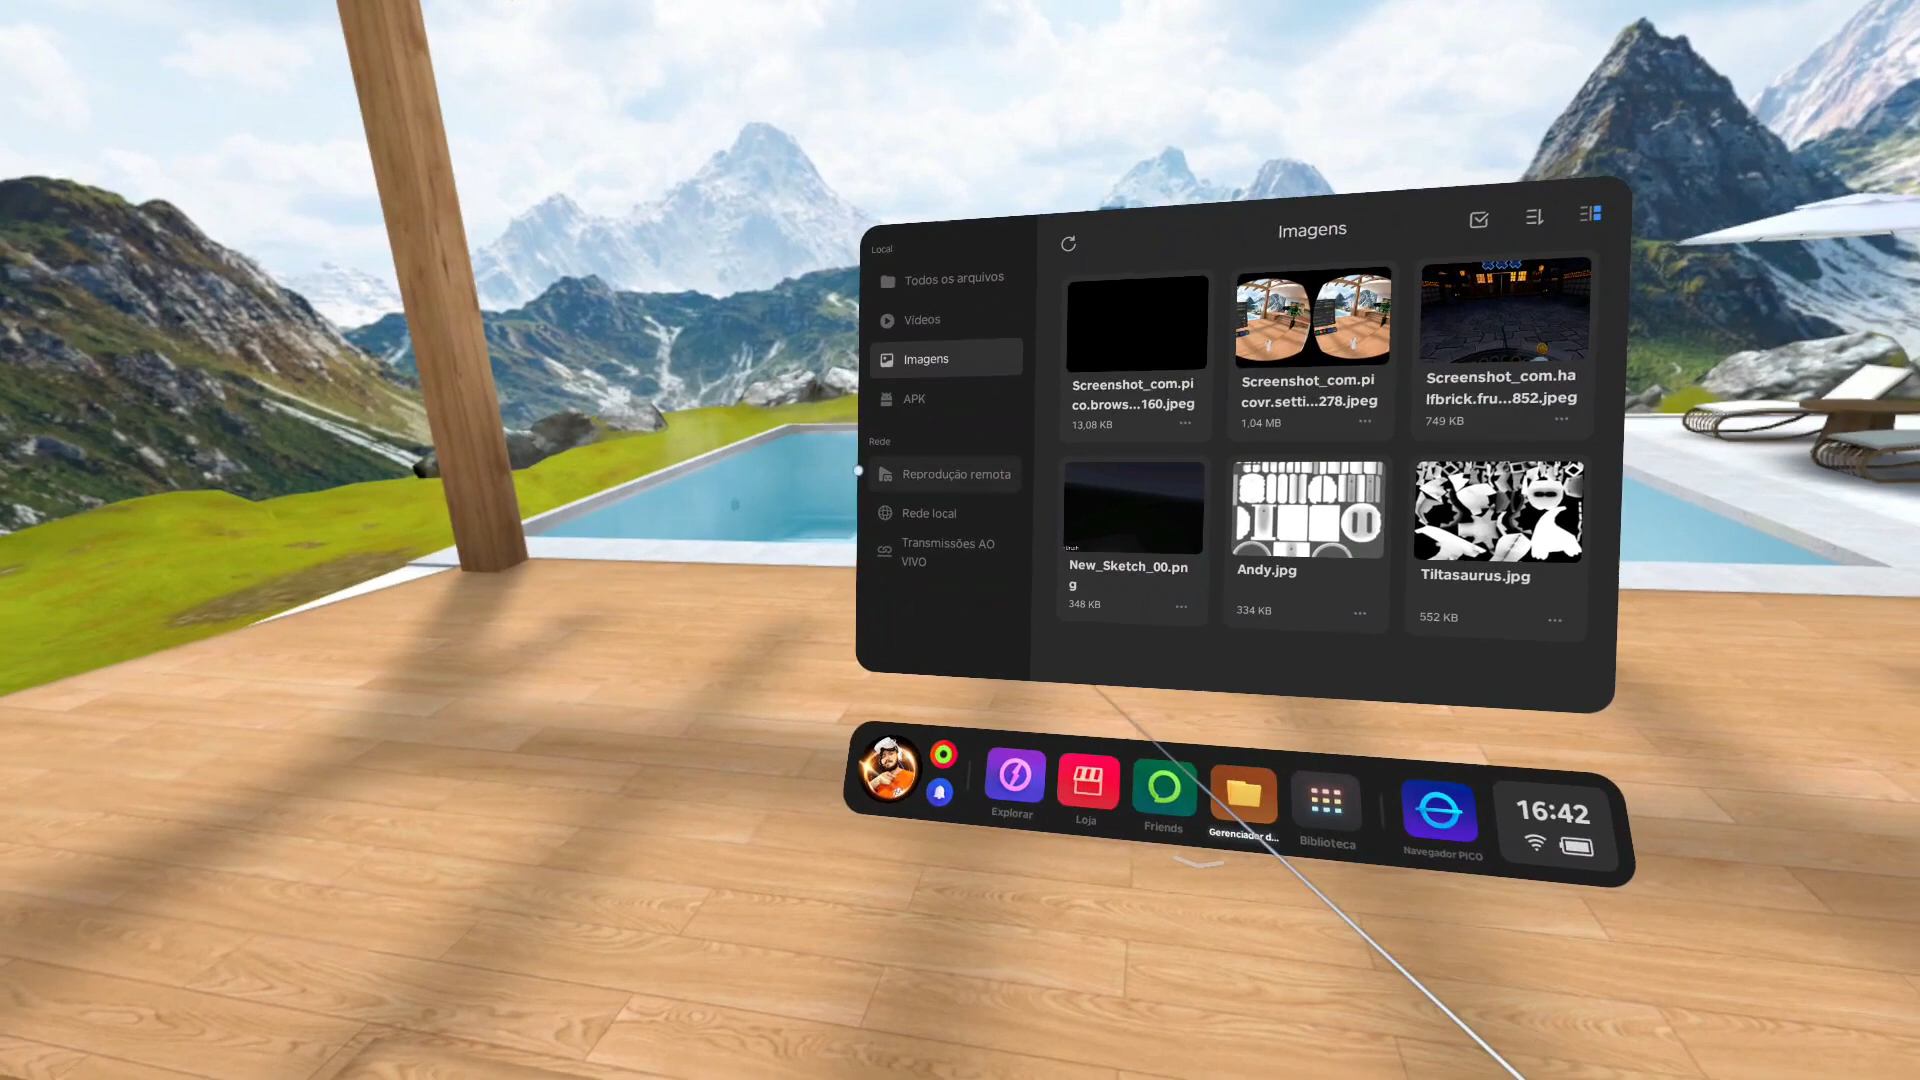 Local
Todos os arquivos
Vídeos
Imagens
APK
Rede
Reprodução remota
Rede local
Transmissões AO
VIVO
Imagens
Screenshot_com.pi
co.brows...160.jpeg
13,08 KB
Screenshot_com.pi
covr.setti...278.jpeg
1,04 MB
Screenshot_com.ha
lfbrick.fru...852.jpeg
749 KB
New_Sketch_00.pn
g
348 KB
Andy.jpg
334 KB
Tiltasaurus.jpg
552 KB
Explorar
Loja
Friends
Gerenciador d...
Biblioteca
Navegador PICO
16:42